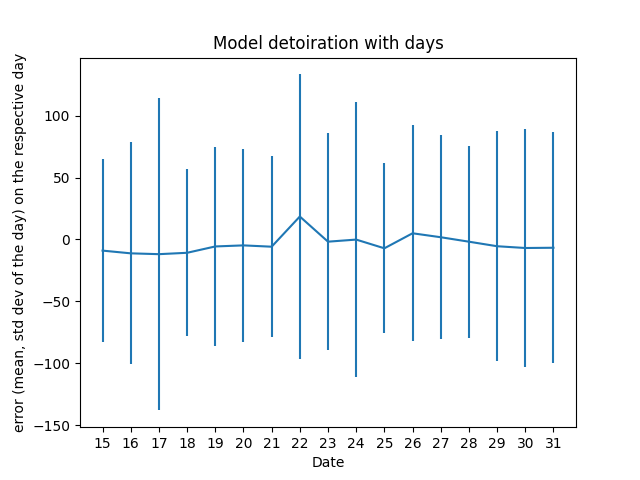 Model detoiration with days
error (mean, std dev of the day) on the respective day
100
50
0
−50
−100
−150
15 16 17 18 19 20 21 22 23 24 25 26 27 28 29 30 31
Date